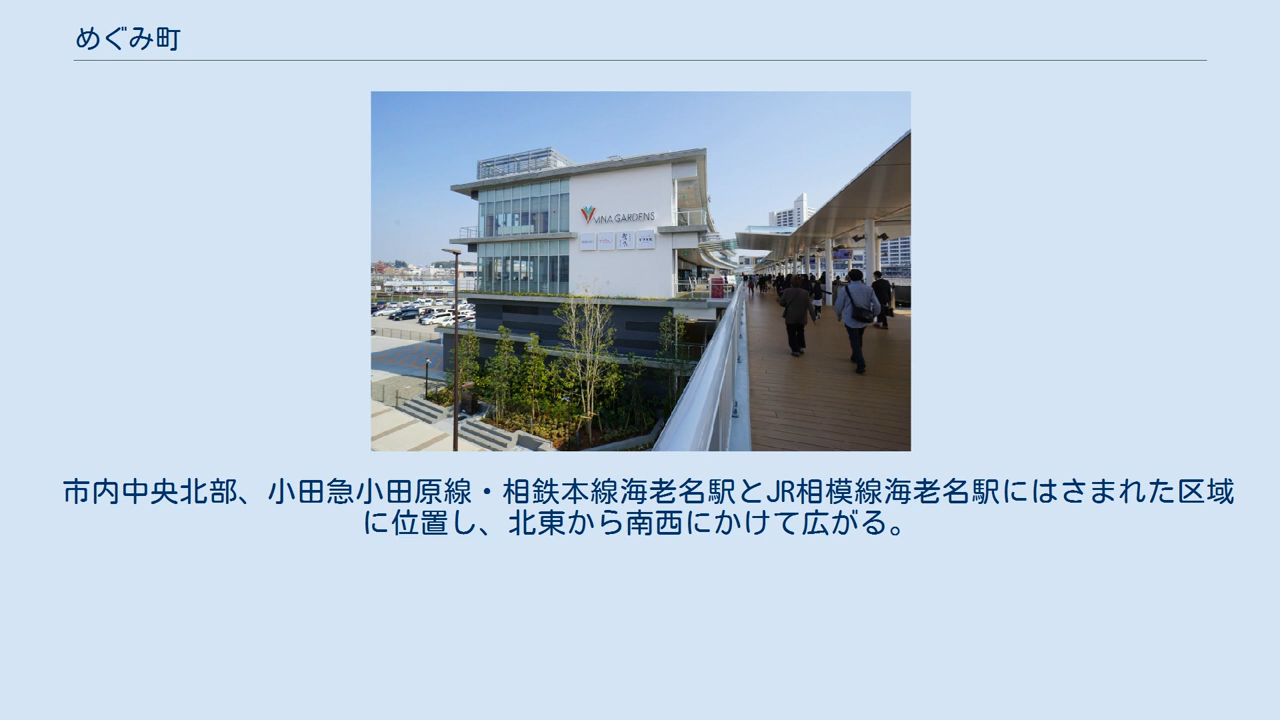 めぐみ町
VINA GARDENS
市内中央北部、小田急小田原線・相鉄本線海老名駅とJR相模線海老名駅にはさまれた区域
に位置し、北東から南西にかけて広がる。